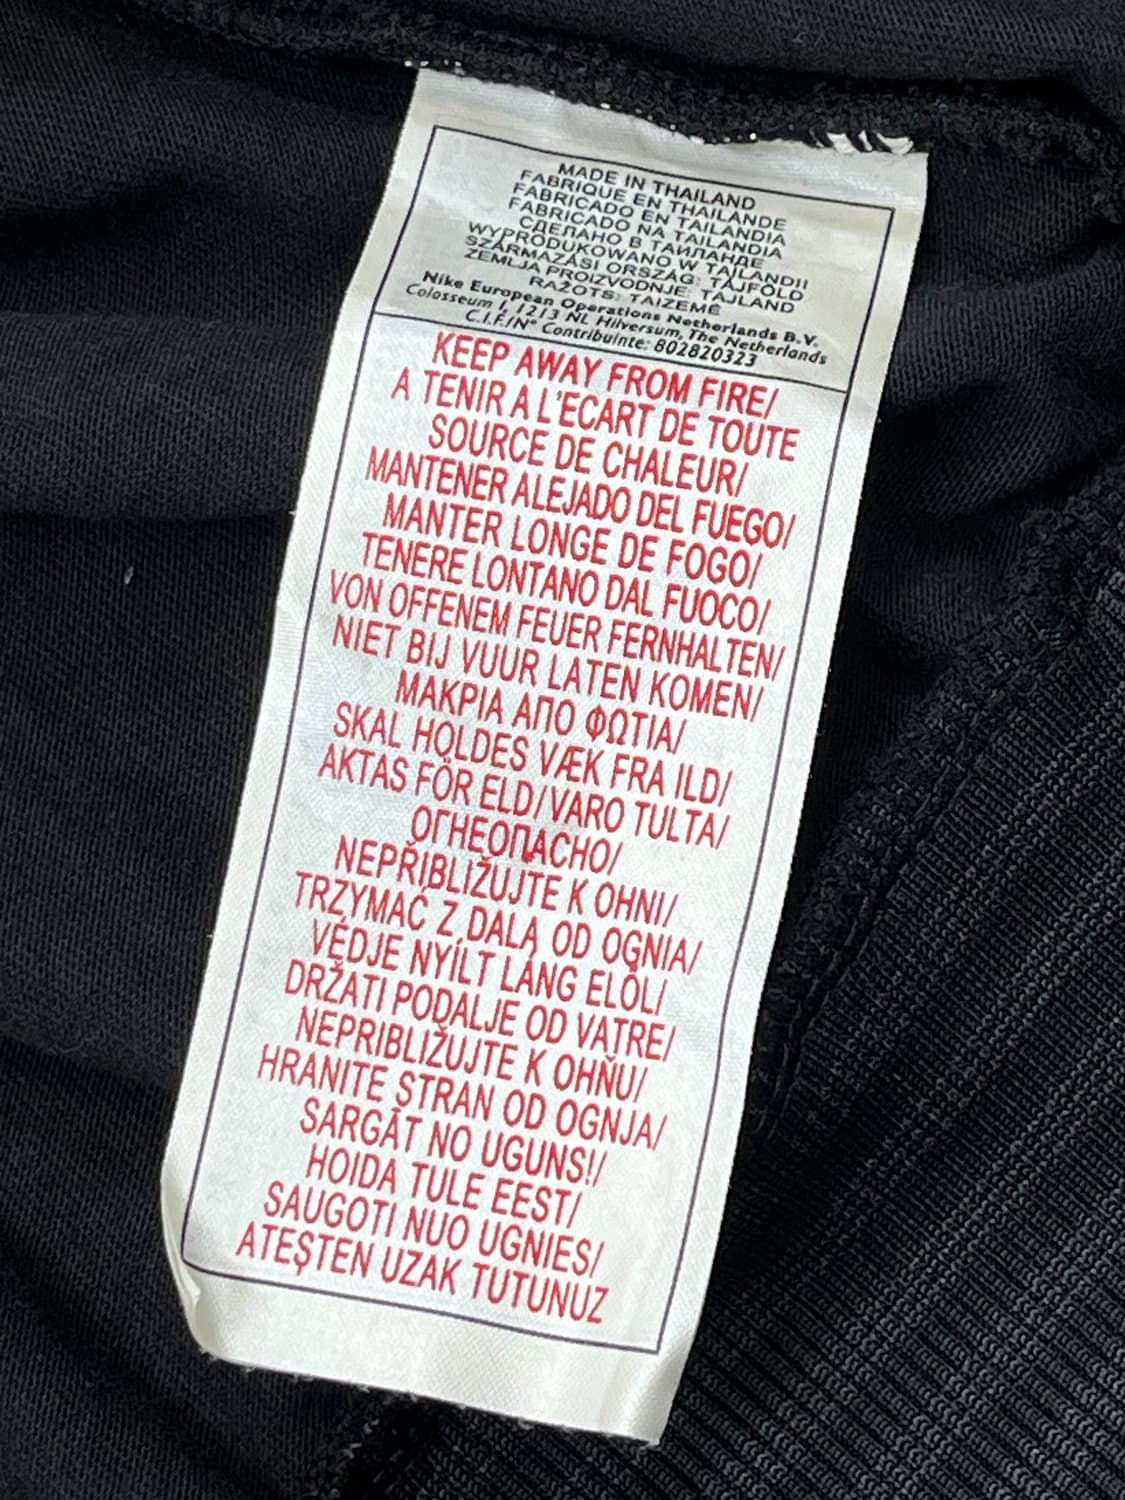 MADE IN THAILAND
FABRIQUE EN THAILANDE
FABRICADO EN TAILANDIA
FABRICADO NA TAILANDIA
СДЕЛАНО В ТАИЛАНДЕ
WYPRODUKOWANO W TAJLANDII
SZÁRMAZÁSI ORSZÁG: TÁJFÖLD
ZEMLJA PROIZVODNJE: TAJLAND
RAŽOTS: TAIZEMĒ
Nike European Operations Netherlands B.V.
Colosseum 1, 1213 NL Hilversum, The Netherlands
C.I.F./N° Contribuinte: 802820323
KEEP AWAY FROM FIRE/
A TENIR A L'ECART DE TOUTE
SOURCE DE CHALEUR/
MANTENER ALEJADO DEL FUEGO/
MANTER LONGE DE FOGO/
TENERE LONTANO DAL FUOCO/
VON OFFENEM FEUER FERNHALTEN/
NIET BIJ VUUR LATEN KOMEN/
ΜΑΚΡΙΑ ΑΠΟ ΦΩΤΙΑ/
SKAL HOLDES VÆK FRA ILD/
AKTAS FÖR ELD/VARO TULTA/
ОГНЕОПАСНО/
NEPŘIBLIŽUJTE K OHNI/
TRZYMAĆ Z DALA OD OGNIA/
VÉDJE NYÍLT LÁNG ELŐL/
DRŽATI PODALJE OD VATRE/
NEPRIBLIŽUJTE K OHŇU/
HRANITE STRAN OD OGNJA/
SARGĀT NO UGUNS!/
HOIDA TULE EEST/
SAUGOTI NUO UGNIES/
ATEŞTEN UZAK TUTUNUZ